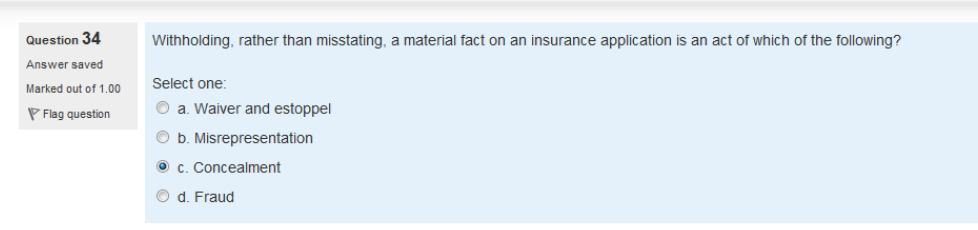 Question 34
Answer saved
Marked out of 1.00
Flag question
Withholding, rather than misstating, a material fact on an insurance application is an act of which of the following?
Select one:
a. Waiver and estoppel
b. Misrepresentation
c. Concealment
d. Fraud